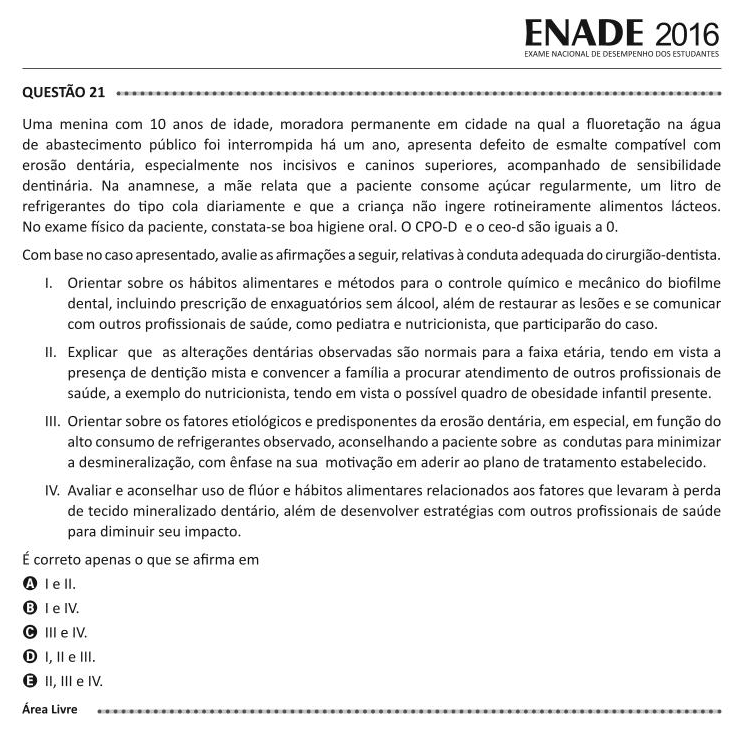 ENADE 2016
EXAME NACIONAL DE DESEMPENHO DOS ESTUDANTES
QUESTÃO 21
Uma menina com 10 anos de idade, moradora permanente em cidade na qual a fluoretação na água
de abastecimento público foi interrompida há um ano, apresenta defeito de esmalte compatível com
erosão dentária, especialmente nos incisivos e caninos superiores, acompanhado de sensibilidade
dentinária. Na anamnese, a mãe relata que a paciente consome açúcar regularmente, um litro de
refrigerantes do tipo cola diariamente e que a criança não ingere rotineiramente alimentos lácteos.
No exame físico da paciente, constata-se boa higiene oral. O CPO-D e o ceo-d são iguais a 0.
Com base no caso apresentado, avalie as afirmações a seguir, relativas à conduta adequada do cirurgião-dentista.
I. Orientar sobre os hábitos alimentares e métodos para o controle químico e mecânico do biofilme
dental, incluindo prescrição de enxaguatórios sem álcool, além de restaurar as lesões e se comunicar
com outros profissionais de saúde, como pediatra e nutricionista, que participarão do caso.
II. Explicar que as alterações dentárias observadas são normais para a faixa etária, tendo em vista a
presença de dentição mista e convencer a família a procurar atendimento de outros profissionais de
saúde, a exemplo do nutricionista, tendo em vista o possível quadro de obesidade infantil presente.
III. Orientar sobre os fatores etiológicos e predisponentes da erosão dentária, em especial, em função do
alto consumo de refrigerantes observado, aconselhando a paciente sobre as condutas para minimizar
a desmineralização, com ênfase na sua motivação em aderir ao plano de tratamento estabelecido.
IV. Avaliar e aconselhar uso de flúor e hábitos alimentares relacionados aos fatores que levaram à perda
de tecido mineralizado dentário, além de desenvolver estratégias com outros profissionais de saúde
para diminuir seu impacto.
É correto apenas o que se afirma em
A I e II.
B I e IV.
C III e IV.
D I, II e III.
E II, III e IV.
Área Livre